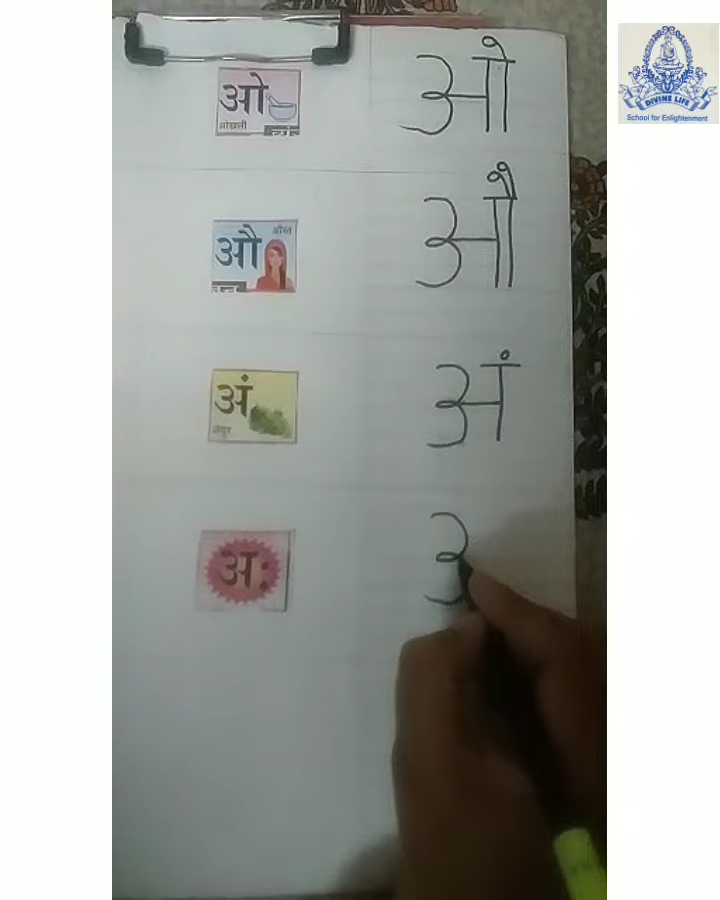 ओ ओ
ओखली
औरत
औ औ
अं अं
अंगूर
अः उ
DIVINE LIFE
School for Enlightenment